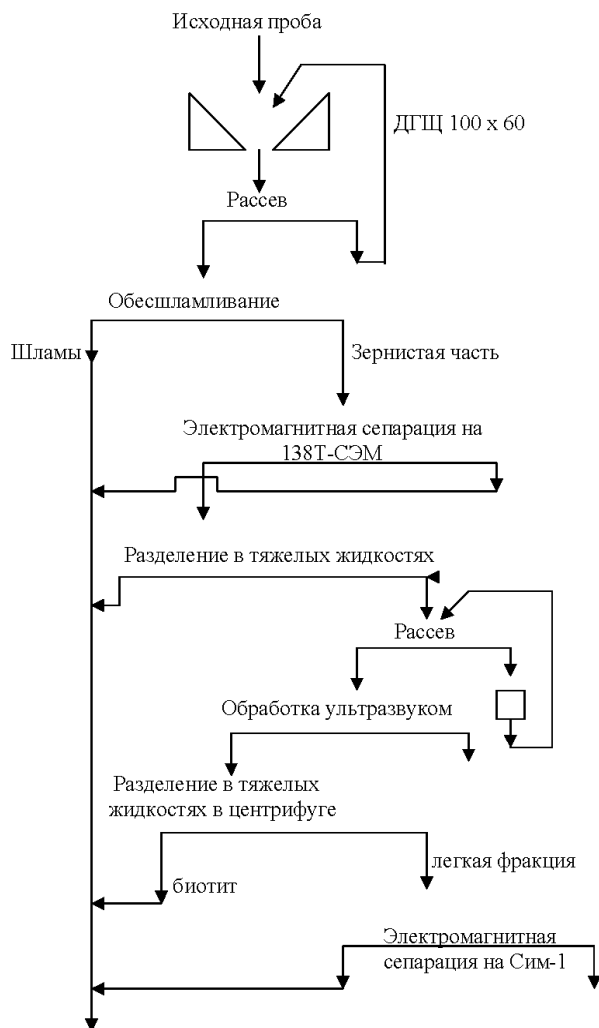 Исходная проба
ДГЩ 100 x 60
Рассев
Обесшламливание
Шламы
Зернистая часть
Электромагнитная сепарация на
138Т-СЭМ
Разделение в тяжелых жидкостях
Рассев
Обработка ультразвуком
Разделение в тяжелых
жидкостях в центрифуге
легкая фракция
биотит
Электромагнитная
сепарация на Сим-1